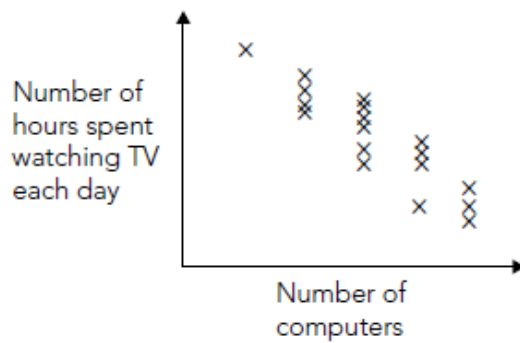 Number of
hours spent
watching TV
each day
Number of
computers